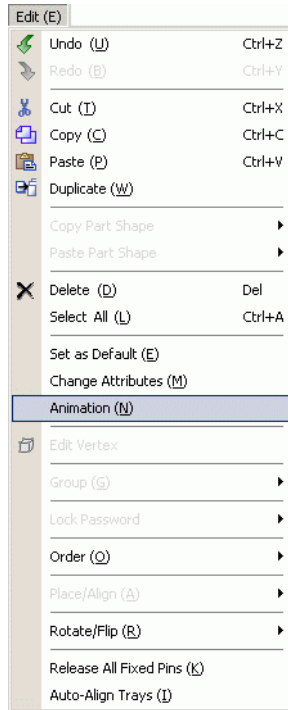 Edit (E)
Undo (U) Ctrl+Z
Redo (B) Ctrl+Y
Cut (T) Ctrl+X
Copy (C) Ctrl+C
Paste (P) Ctrl+V
Duplicate (W)
Copy Part Shape
Paste Part Shape
Delete (D) Del
Select All (L) Ctrl+A
Set as Default (E)
Change Attributes (M)
Animation (N)
Edit Vertex
Group (G)
Lock Password
Order (O)
Place/Align (A)
Rotate/Flip (R)
Release All Fixed Pins (K)
Auto-Align Trays (I)